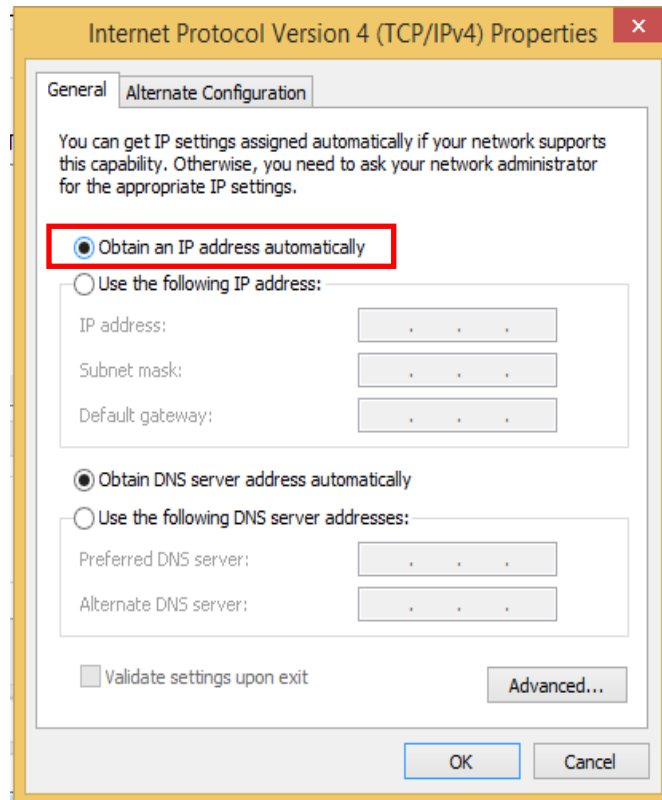 Internet Protocol Version 4 (TCP/IPv4) Properties
General
Alternate Configuration
You can get IP settings assigned automatically if your network supports
this capability. Otherwise, you need to ask your network administrator
for the appropriate IP settings.
Obtain an IP address automatically
Use the following IP address:
IP address:
Subnet mask:
Default gateway:
Obtain DNS server address automatically
Use the following DNS server addresses:
Preferred DNS server:
Alternate DNS server:
Validate settings upon exit
Advanced...
OK
Cancel